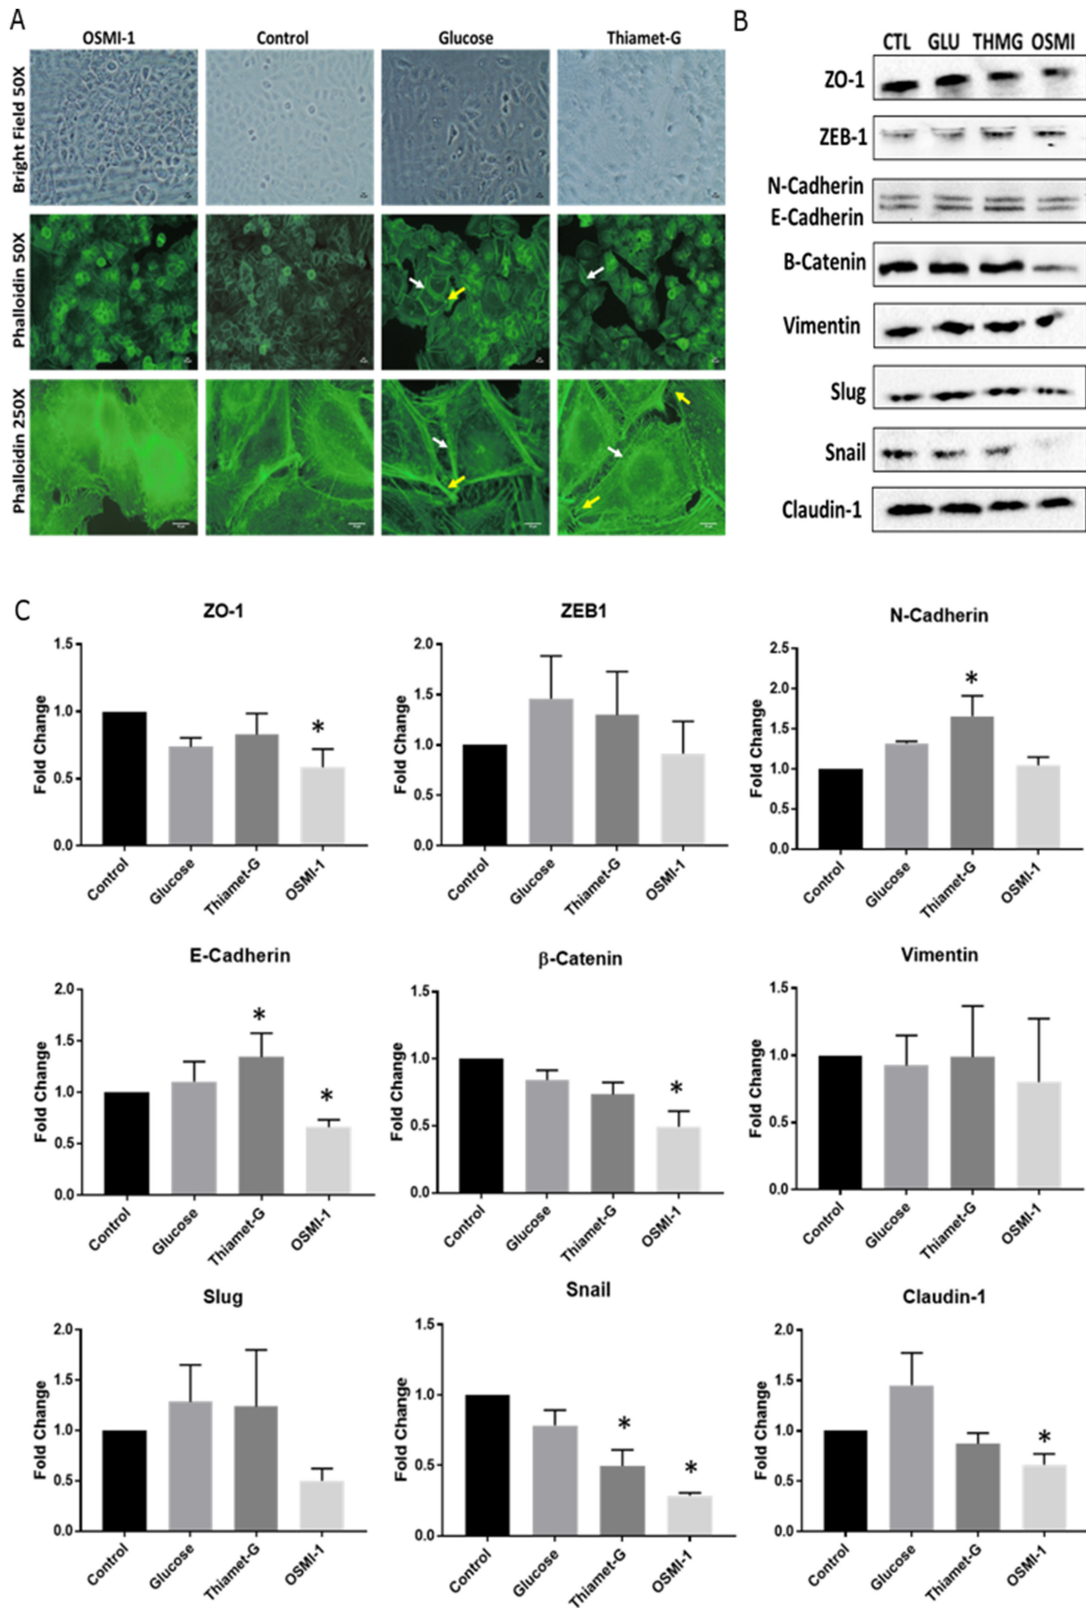 A
OSMI-1 Control Glucose Thiamet-G
Bright Field 50X
Phalloidin 50X
Phalloidin 250X
B
CTL GLU THMG OSMI
ZO-1
ZEB-1
N-Cadherin
E-Cadherin
B-Catenin
Vimentin
Slug
Snail
Claudin-1
C
ZO-1
Fold Change
1.5
1.0
0.5
0.0
*
Control Glucose Thiamet-G OSMI-1
ZEB1
Fold Change
2.0
1.5
1.0
0.5
0.0
Control Glucose Thiamet-G OSMI-1
N-Cadherin
Fold Change
2.5
2.0
1.5
1.0
0.5
0.0
*
Control Glucose Thiamet-G OSMI-1
E-Cadherin
Fold Change
2.0
1.5
1.0
0.5
0.0
* *
Control Glucose Thiamet-G OSMI-1
β-Catenin
Fold Change
1.5
1.0
0.5
0.0
*
Control Glucose Thiamet-G OSMI-1
Vimentin
Fold Change
1.5
1.0
0.5
0.0
Control Glucose Thiamet-G OSMI-1
Slug
Fold Change
2.0
1.5
1.0
0.5
0.0
Control Glucose Thiamet-G OSMI-1
Snail
Fold Change
1.5
1.0
0.5
0.0
* *
Control Glucose Thiamet-G OSMI-1
Claudin-1
Fold Change
2.0
1.5
1.0
0.5
0.0
*
Control Glucose Thiamet-G OSMI-1